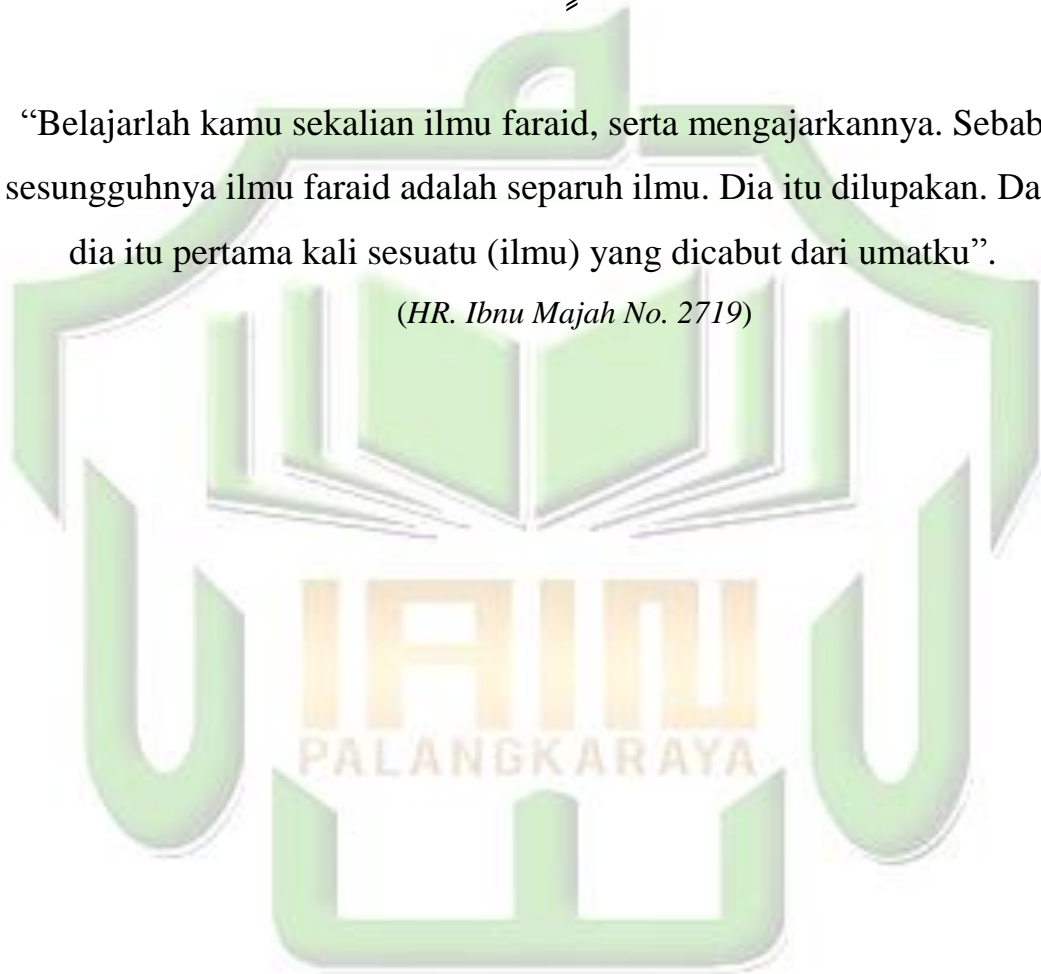 “Belajarlah kamu sekalian ilmu faraid, serta mengajarkannya. Sebab
sesungguhnya ilmu faraid adalah separuh ilmu. Dia itu dilupakan. Da
dia itu pertama kali sesuatu (ilmu) yang dicabut dari umatku”.
(HR. Ibnu Majah No. 2719)
IAIN
PALANGKARAYA